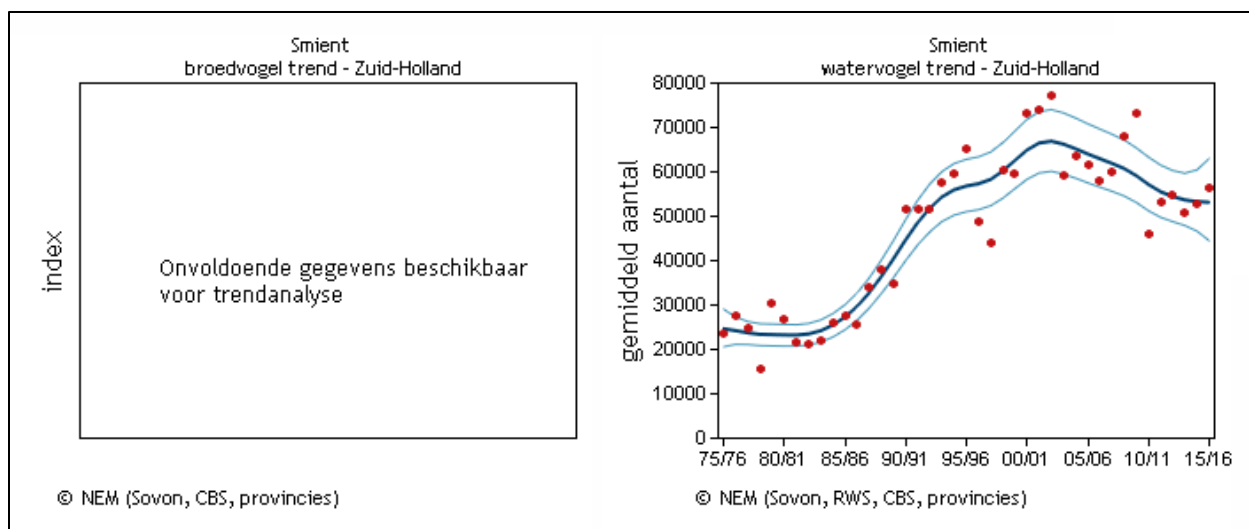 Smient
broedvogel trend - Zuid-Holland
index
Onvoldoende gegevens beschikbaar
voor trendanalyse
© NEM (Sovon, CBS, provincies)
Smient
watervogel trend - Zuid-Holland
gemiddeld aantal
80000
70000
60000
50000
40000
30000
20000
10000
0
75/76 80/81 85/86 90/91 95/96 00/01 05/06 10/11 15/16
© NEM (Sovon, RWS, CBS, provincies)